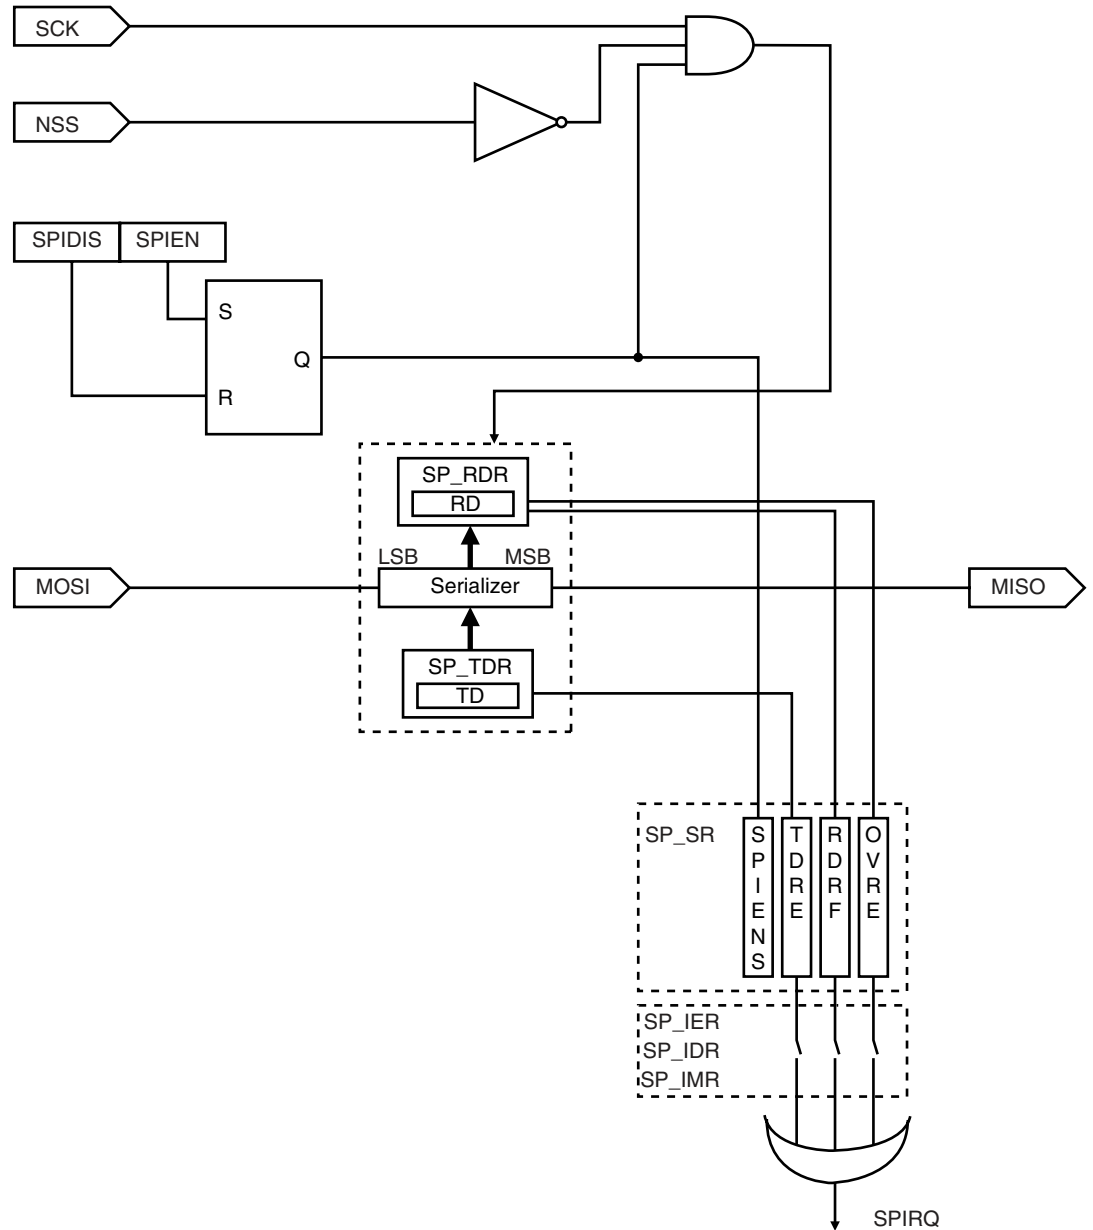 SCK
NSS
SPIDIS SPIEN
S
Q
R
SP_RDR
RD
LSB MSB
MOSI
Serializer
MISO
SP_TDR
TD
SP_SR
SPIENS
TDRE
RDRF
OVRE
SP_IER
SP_IDR
SP_IMR
SPIRQ